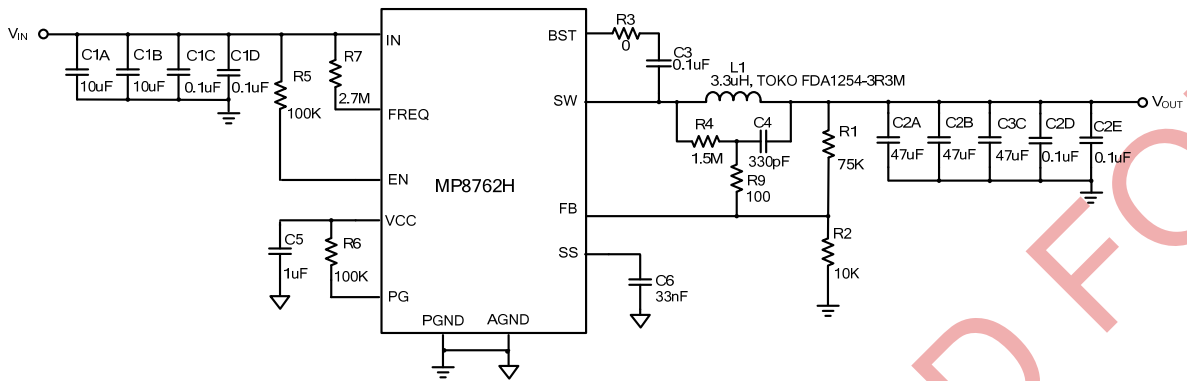 V_IN
C1A
10uF
C1B
10uF
C1C
0.1uF
C1D
0.1uF
R5
100K
R7
2.7M
IN
FREQ
EN
VCC
PG
PGND
AGND
MP8762H
BST
SW
FB
SS
C5
1uF
R6
100K
R3
0
C3
0.1uF
L1
3.3uH, TOKO FDA1254-3R3M
R4
1.5M
C4
330pF
R9
100
R1
75K
R2
10K
C6
33nF
C2A
47uF
C2B
47uF
C3C
47uF
C2D
0.1uF
C2E
0.1uF
V_OUT
D FO